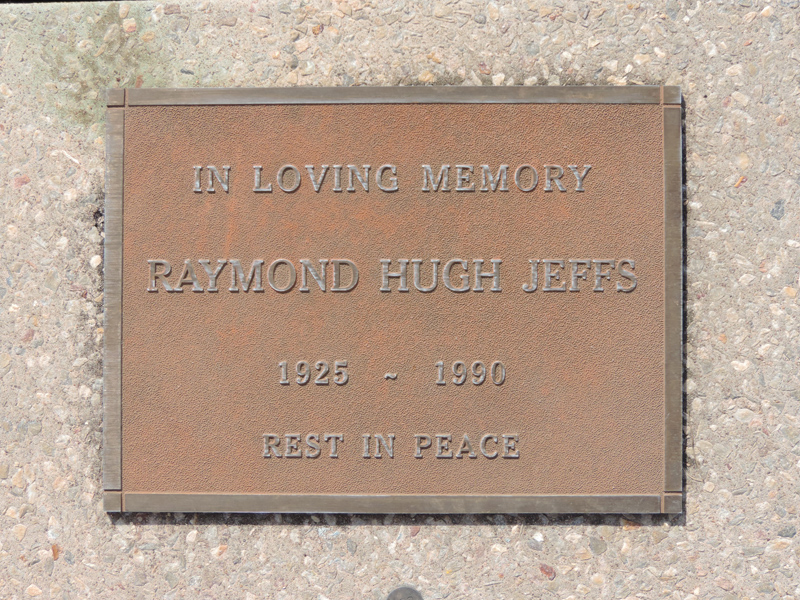 IN LOVING MEMORY
RAYMOND HUGH JEFFS
1925 ~ 1990
REST IN PEACE